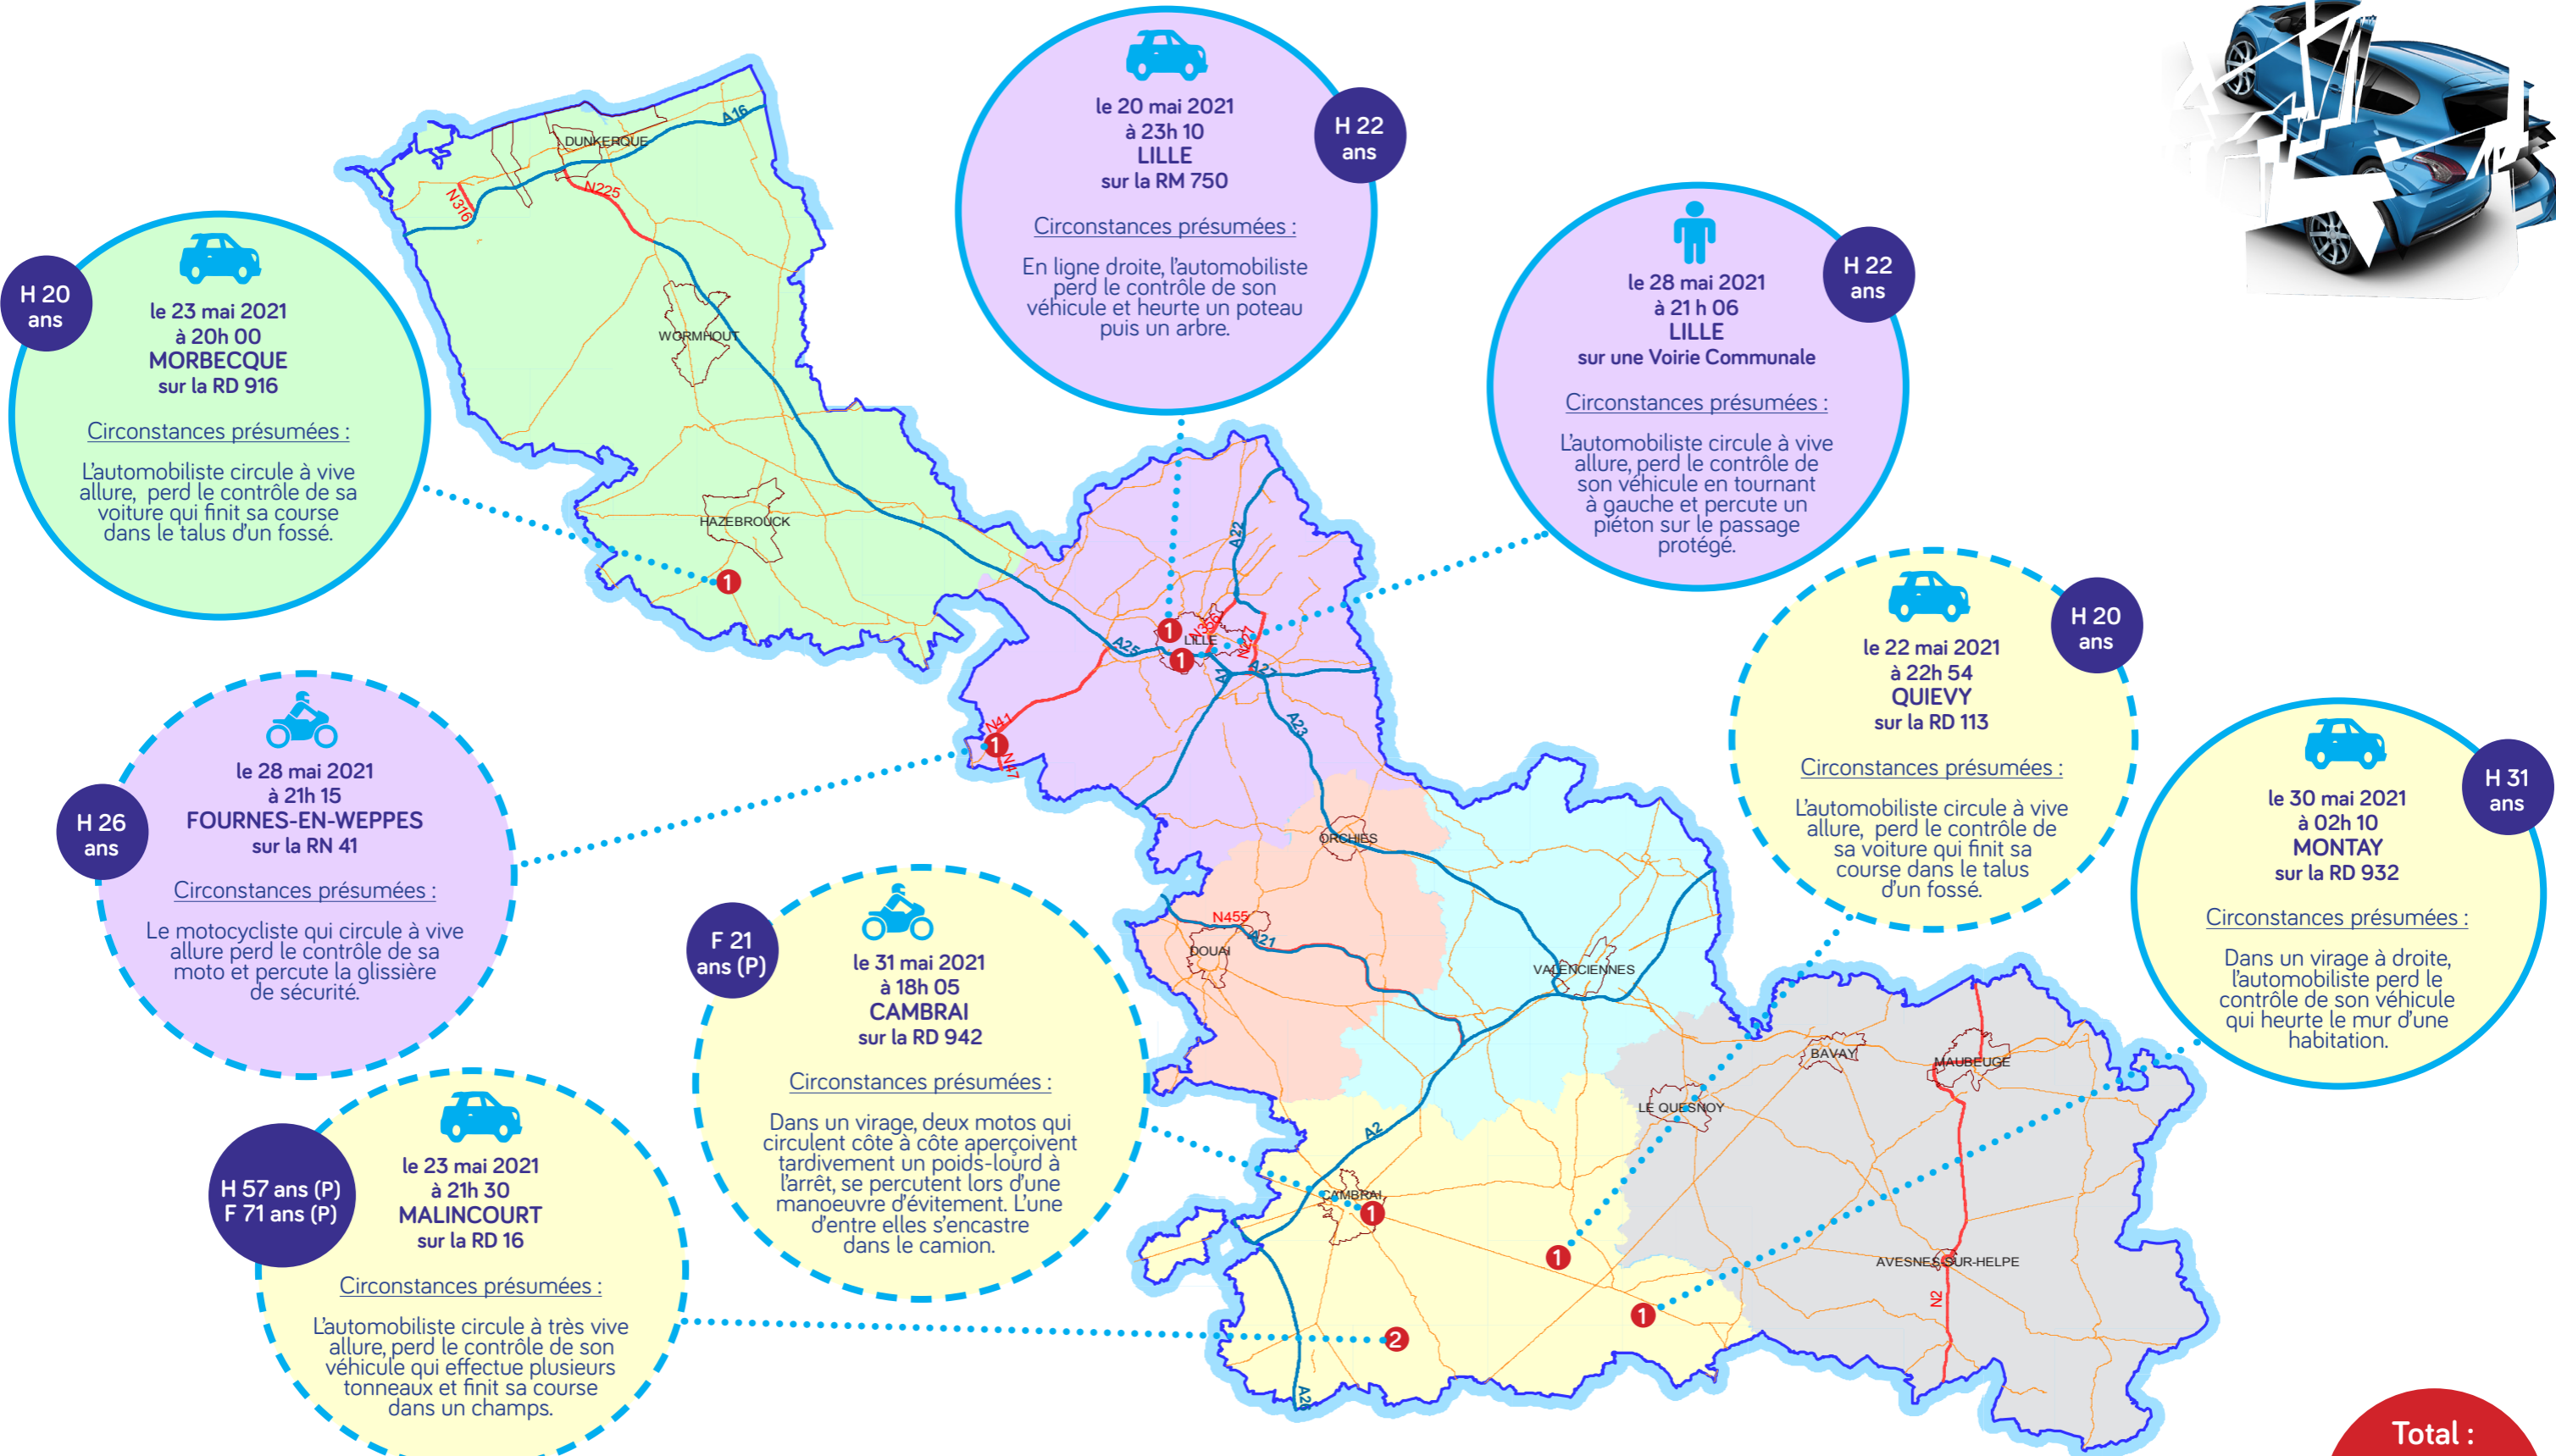 le 20 mai 2021
à 23h 10
LILLE
sur la RM 750
Circonstances présumées :
En ligne droite, l'automobiliste
perd le contrôle de son
véhicule et heurte un poteau
puis un arbre.
H 22
ans
le 28 mai 2021
à 21 h 06
LILLE
sur une Voirie Communale
Circonstances présumées :
L'automobiliste circule à vive
allure, perd le contrôle de
son véhicule en tournant
à gauche et percute un
piéton sur le passage
protégé.
H 22
ans
H 20
ans
le 23 mai 2021
à 20h 00
MORBECQUE
sur la RD 916
Circonstances présumées :
L'automobiliste circule à vive
allure, perd le contrôle de sa
voiture qui finit sa course
dans le talus d'un fossé.
le 22 mai 2021
à 22h 54
QUIEVY
sur la RD 113
Circonstances présumées :
L'automobiliste circule à vive
allure, perd le contrôle de
sa voiture qui finit sa
course dans le talus
d'un fossé.
H 20
ans
le 30 mai 2021
à 02h 10
MONTAY
sur la RD 932
Circonstances présumées :
Dans un virage à droite,
l'automobiliste perd le
contrôle de son véhicule
qui heurte le mur d'une
habitation.
H 31
ans
H 26
ans
le 28 mai 2021
à 21h 15
FOURNES-EN-WEPPES
sur la RN 41
Circonstances présumées :
Le motocycliste qui circule à vive
allure perd le contrôle de sa
moto et percute la glissière
de sécurité.
F 21
ans (P)
le 31 mai 2021
à 18h 05
CAMBRAI
sur la RD 942
Circonstances présumées :
Dans un virage, deux motos qui
circulent côte à côte aperçoivent
tardivement un poids-lourd à
l'arrêt, se percutent lors d'une
manoeuvre d'évitement. L'une
d'entre elles s'encastre
dans le camion.
H 57 ans (P)
F 71 ans (P)
le 23 mai 2021
à 21h 30
MALINCOURT
sur la RD 16
Circonstances présumées :
L'automobiliste circule à très vive
allure, perd le contrôle de son
véhicule qui effectue plusieurs
tonneaux et finit sa course
dans un champs.
A16
DUNKERQUE
N316
N225
WORMHOUT
HAZEBROUCK
1
A22
N356
N227
1
LILLE
1
A25
A1
A27
A23
N41
1
N47
ORCHIES
N455
A21
DOUAI
VALENCIENNES
BAVAY
MAUBEUGE
LE QUESNOY
A2
CAMBRAI
1
1
AVESNES-SUR-HELPE
N2
1
2
A26
Total :